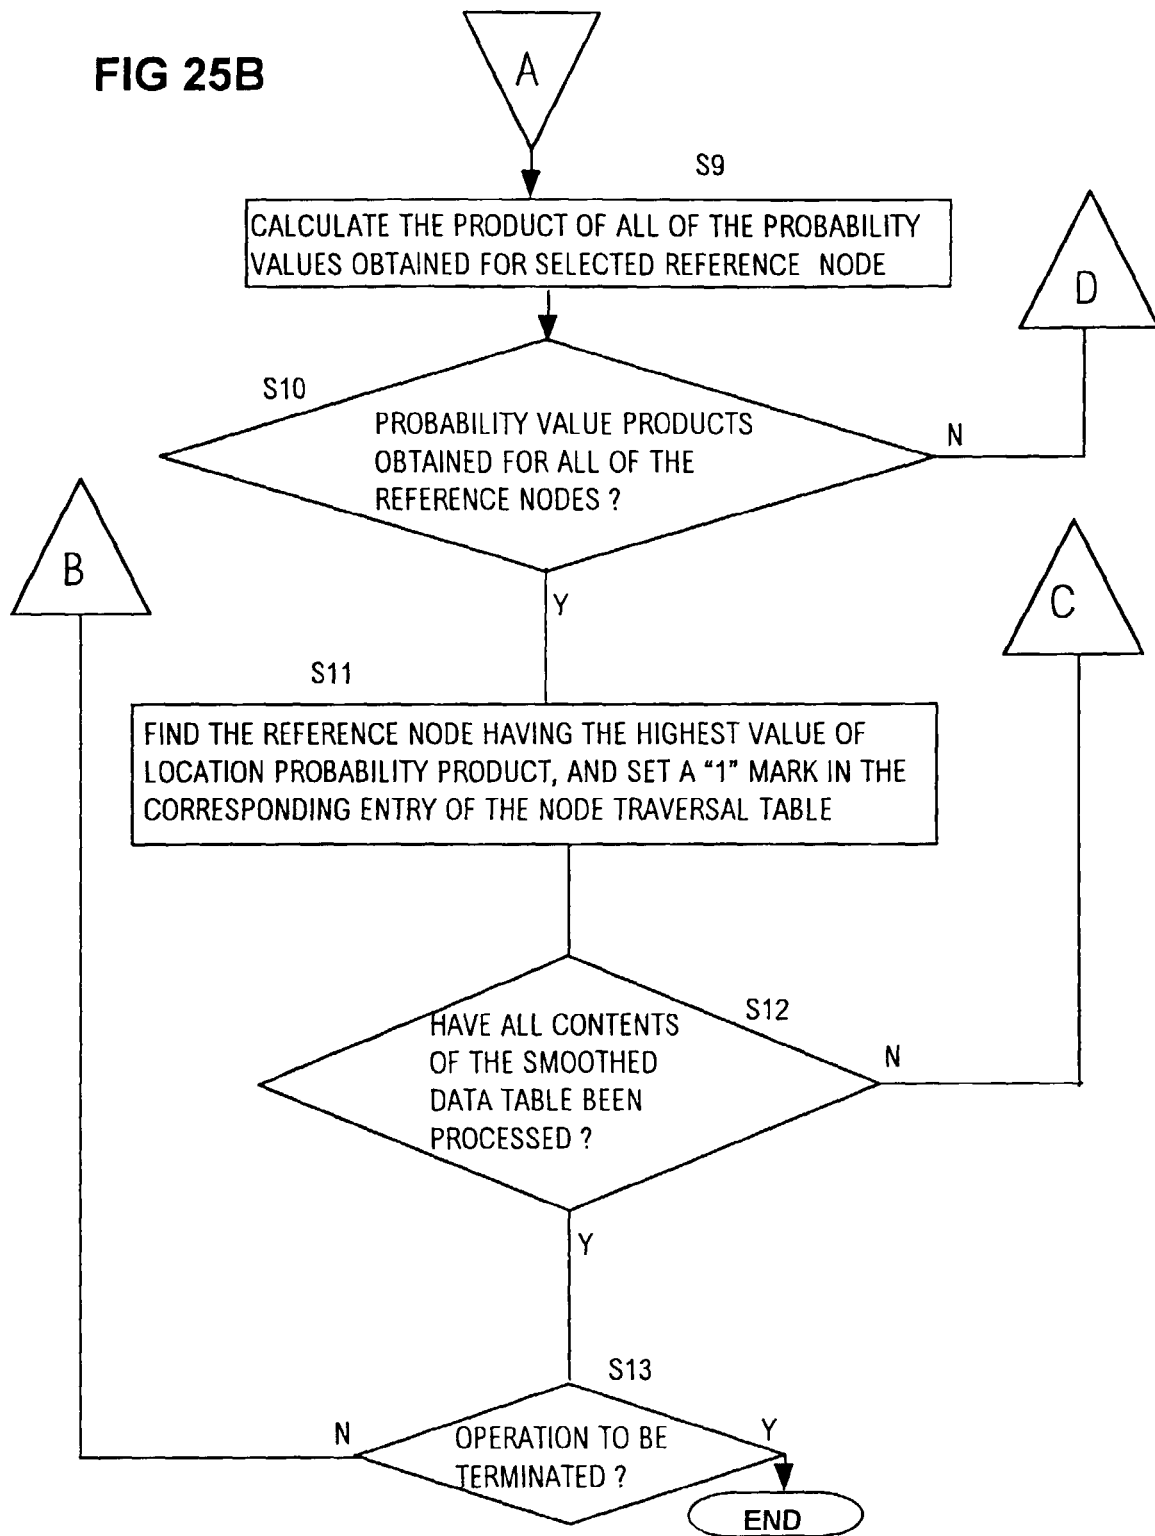 FIG 25B
A
S9
CALCULATE THE PRODUCT OF ALL OF THE PROBABILITY
VALUES OBTAINED FOR SELECTED REFERENCE NODE
D
S10
PROBABILITY VALUE PRODUCTS
OBTAINED FOR ALL OF THE
REFERENCE NODES ?
N
B
Y
C
S11
FIND THE REFERENCE NODE HAVING THE HIGHEST VALUE OF
LOCATION PROBABILITY PRODUCT, AND SET A “1” MARK IN THE
CORRESPONDING ENTRY OF THE NODE TRAVERSAL TABLE
S12
HAVE ALL CONTENTS
OF THE SMOOTHED
DATA TABLE BEEN
PROCESSED ?
N
Y
S13
N
OPERATION TO BE
TERMINATED ?
Y
END